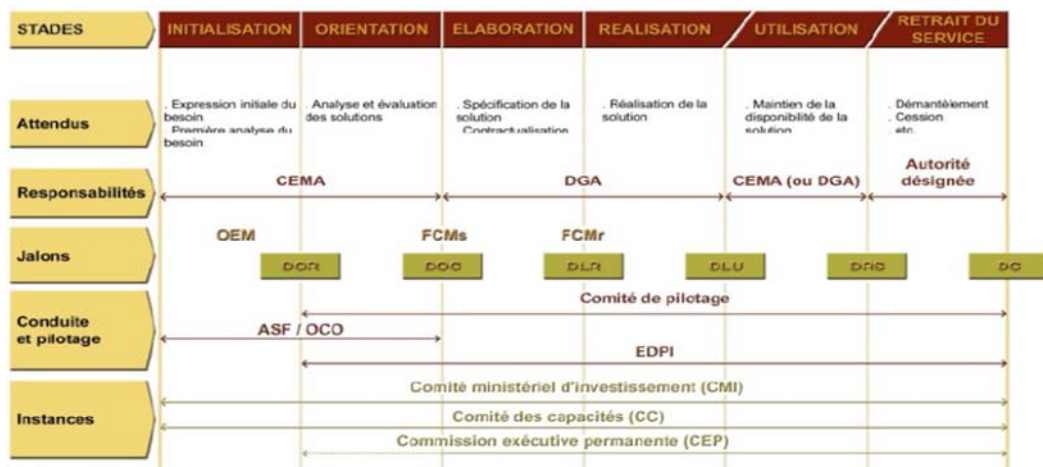 STADES
INITIALISATION
ORIENTATION
ELABORATION
REALISATION
UTILISATION
RETRAIT DU
SERVICE
Attendus
. Expression initiale du
besoin
. Première analyse du
besoin
. Analyse et évaluation
des solutions
. Spécification de la
solution
. Contractualisation
. Réalisation de la
solution
. Maintien de la
disponibilité de la
solution
. Démantèlement
. Cession
. etc.
Responsabilités
CEMA
DGA
CEMA (ou DGA)
Autorité
désignée
Jalons
OEM
FCMs
FCMr
DOR
DOC
DLR
DLU
DRS
DC
Conduite
et pilotage
Comité de pilotage
ASF / OCO
EDPI
Instances
Comité ministériel d'investissement (CMI)
Comité des capacités (CC)
Commission exécutive permanente (CEP)